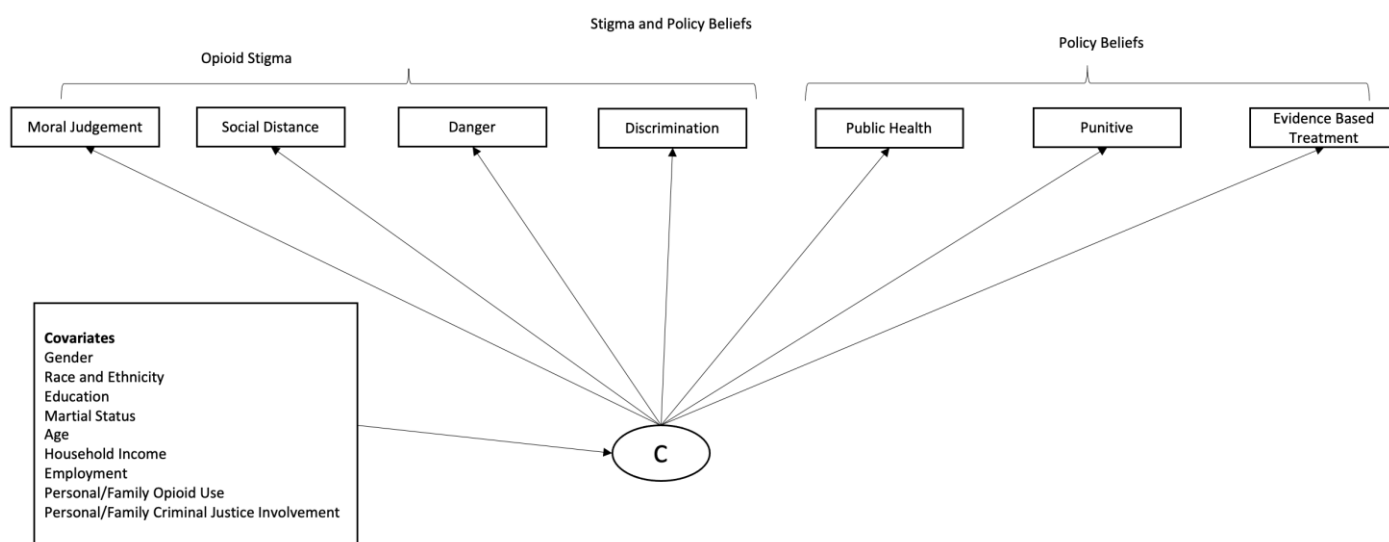 Stigma and Policy Beliefs
Opioid Stigma
Policy Beliefs
Moral Judgement
Social Distance
Danger
Discrimination
Public Health
Punitive
Evidence Based
Treatment
Covariates
Gender
Race and Ethnicity
Education
Martial Status
Age
Household Income
Employment
Personal/Family Opioid Use
Personal/Family Criminal Justice Involvement
C